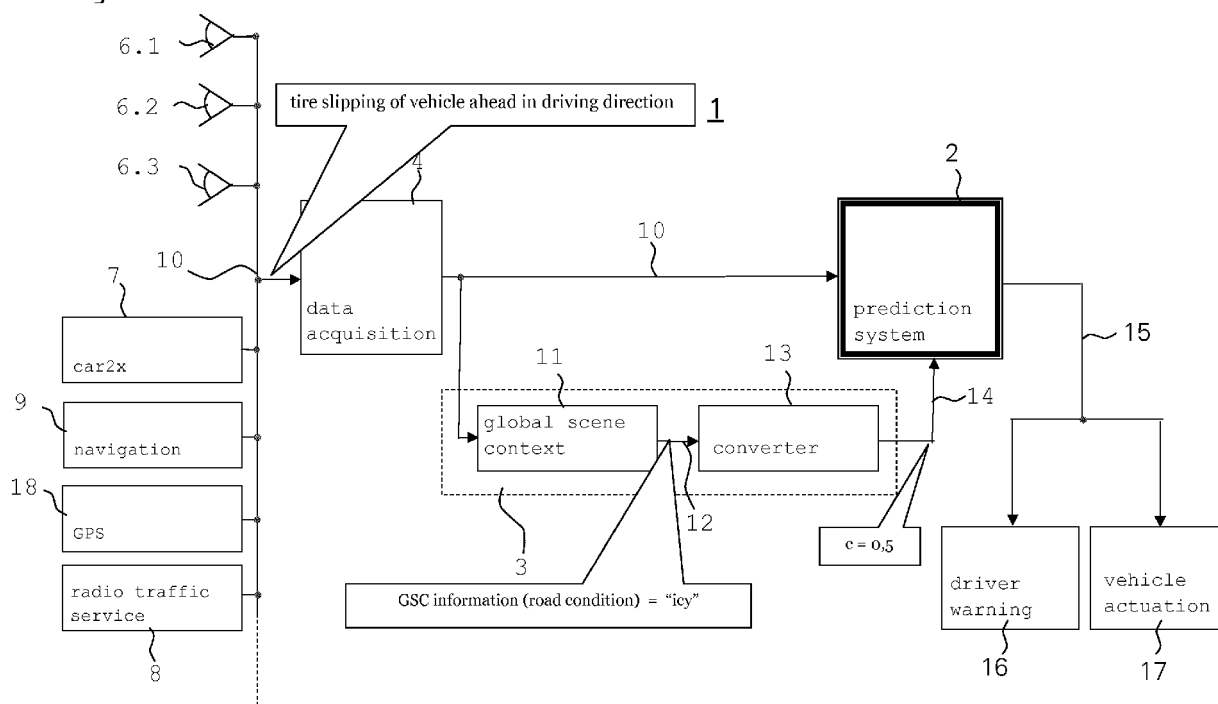 6.1
6.2
6.3
tire slipping of vehicle ahead in driving direction
1
4
2
10
10
7
data
acquisition
prediction
system
15
car2x
11
13
14
9
global scene
context
converter
navigation
18
12
GPS
3
c = 0,5
radio traffic
service
GSC information (road condition) = "icy"
driver
warning
vehicle
actuation
8
16
17